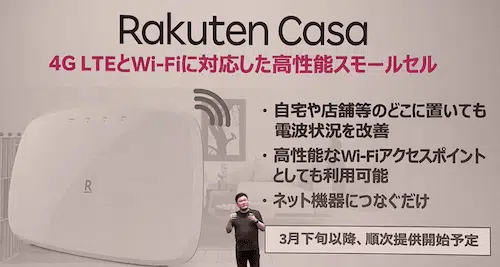 Rakuten Casa
4G LTEとWi-Fiに対応した高性能スモールセル
・自宅や店舗等のどこに置いても
電波状況を改善
・高性能なWi-Fiアクセスポイント
としても利用可能
・ネット機器につなぐだけ
R
3月下旬以降、順次提供開始予定